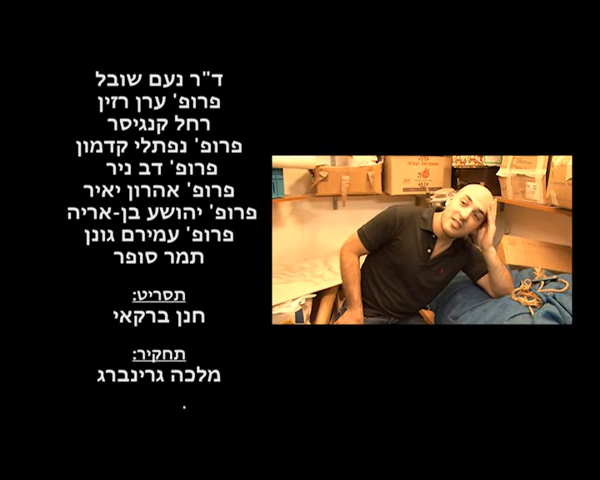 ד"ר נעם שובל
פרופ' ערן רזין
רחל קנגיסר
פרופ' נפתלי קדמון
פרופ' דב ניר
פרופ' אהרון יאיר
פרופ' יהושע בן-אריה
פרופ' עמירם גונן
תמר סופר
תסריט:
חנן ברקאי
תחקיר:
מלכה גרינברג